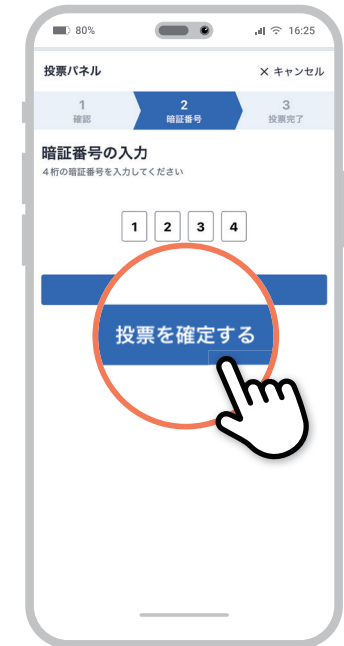 80%
16:25
投票パネル
× キャンセル
1
確認
2
暗証番号
3
投票完了
暗証番号の入力
4桁の暗証番号を入力してください
1 2 3 4
投票を確定する